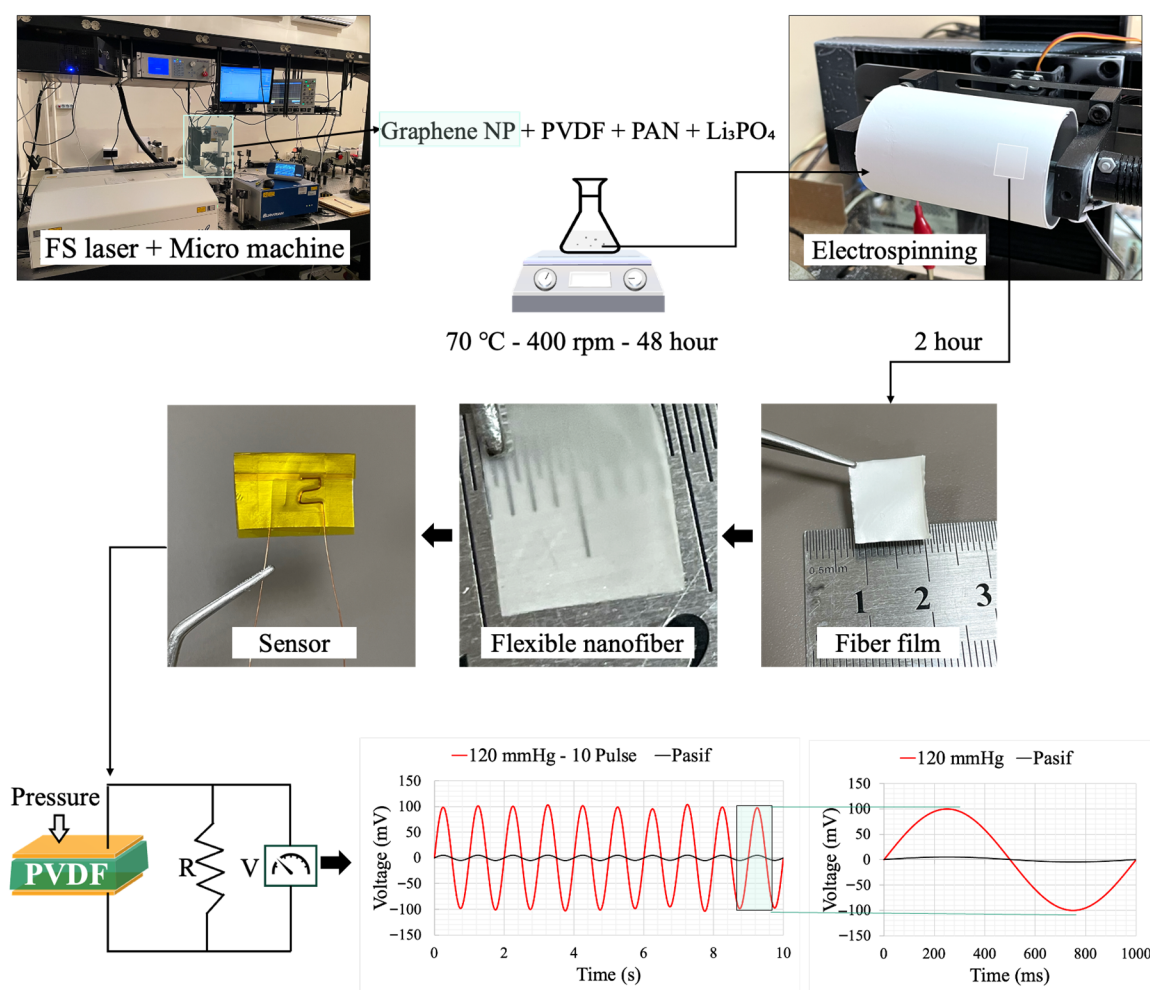 Graphene NP + PVDF + PAN + Li₃PO₄
FS laser + Micro machine
Electrospinning
70 ℃ - 400 rpm - 48 hour
2 hour
0.5mm
1 2 3
Sensor
Flexible nanofiber
Fiber film
Pressure
PVDF
R
V
120 mmHg - 10 Pulse
Pasif
Voltage (mV)
150
100
50
0
−50
−100
−150
0 2 4 6 8 10
Time (s)
120 mmHg
Pasif
Voltage (mV)
150
100
50
0
−50
−100
−150
0 200 400 600 800 1000
Time (ms)